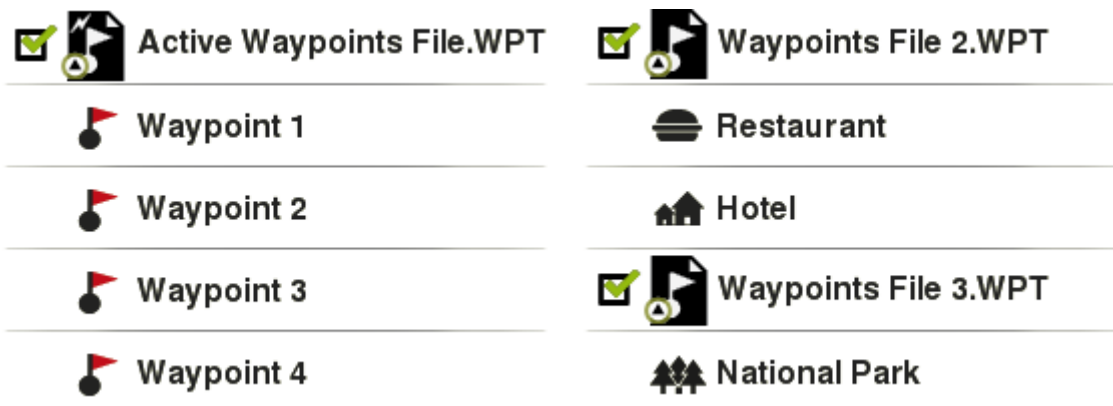 Active Waypoints File.WPT
Waypoint 1
Waypoint 2
Waypoint 3
Waypoint 4
Waypoints File 2.WPT
Restaurant
Hotel
Waypoints File 3.WPT
National Park